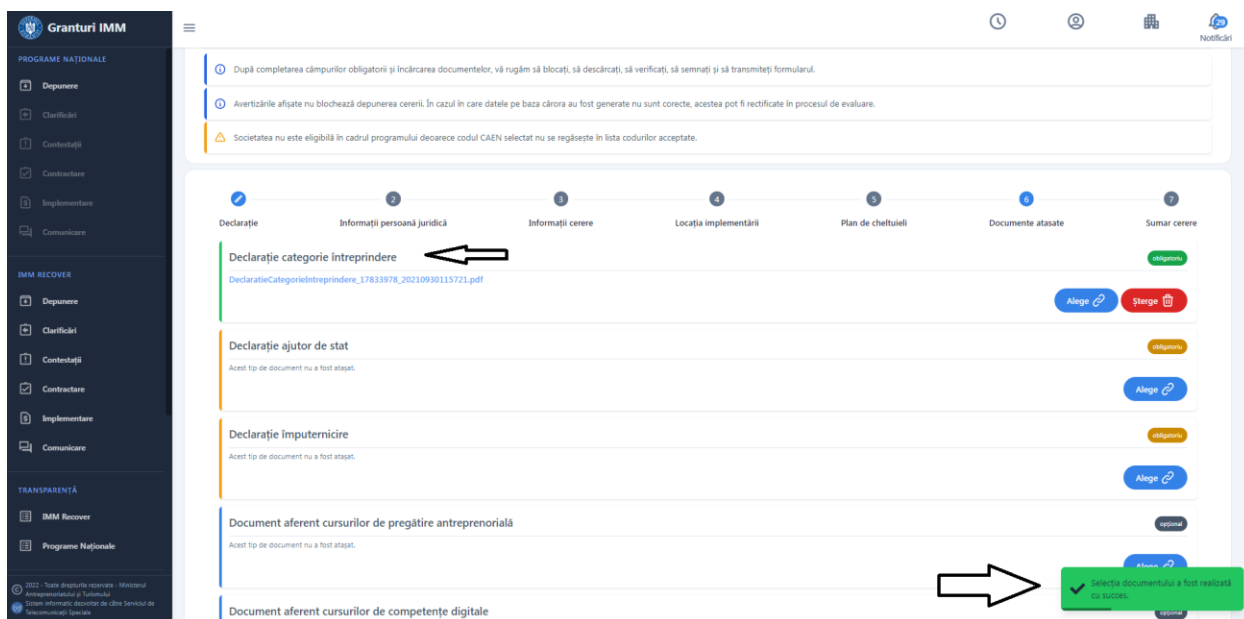 Granturi IMM
29
Notificări
PROGRAME NAȚIONALE
Depunere
Clarificări
Contestații
Contractare
Implementare
Comunicare
IMM RECOVER
Depunere
Clarificări
Contestații
Contractare
Implementare
Comunicare
TRANSPARENȚĂ
IMM Recover
Programe Naționale
2022 - Toate drepturile rezervate - Ministerul
Antreprenoriatului și Turismului
Sistem informatic dezvoltat de către Serviciul de
Telecomunicații Speciale
După completarea câmpurilor obligatorii și încărcarea documentelor, vă rugăm să blocați, să descărcați, să verificați, să semnați și să transmiteți formularul.
Avertizările afișate nu blochează depunerea cererii. În cazul în care datele pe baza cărora au fost generate nu sunt corecte, acestea pot fi rectificate în procesul de evaluare.
Societatea nu este eligibilă în cadrul programului deoarece codul CAEN selectat nu se regăsește în lista codurilor acceptate.
2 3 4 5 6 7
Declarație Informații persoană juridică Informații cerere Locația implementării Plan de cheltuieli Documente atasate Sumar cerere
Declarație categorie întreprindere obligatoriu
DeclaratieCategorieIntreprindere_17833978_20210930115721.pdf
Alege Șterge
Declarație ajutor de stat obligatoriu
Acest tip de document nu a fost atașat.
Alege
Declarație împuternicire obligatoriu
Acest tip de document nu a fost atașat.
Alege
Document aferent cursurilor de pregătire antreprenorială opțional
Acest tip de document nu a fost atașat.
Alege
Selecția documentului a fost realizată
cu succes.
Document aferent cursurilor de competențe digitale opțional